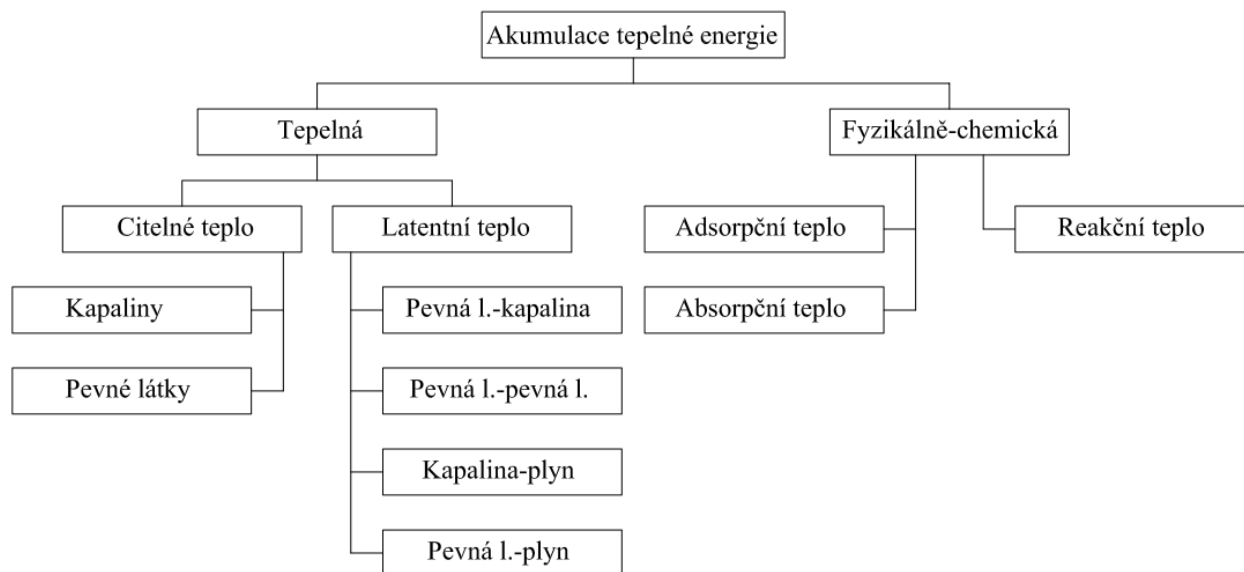 Akumulace tepelné energie
Tepelná
Fyzikálně-chemická
Citelné teplo
Latentní teplo
Adsorpční teplo
Reakční teplo
Kapaliny
Pevná l.-kapalina
Absorpční teplo
Pevné látky
Pevná l.-pevná l.
Kapalina-plyn
Pevná l.-plyn